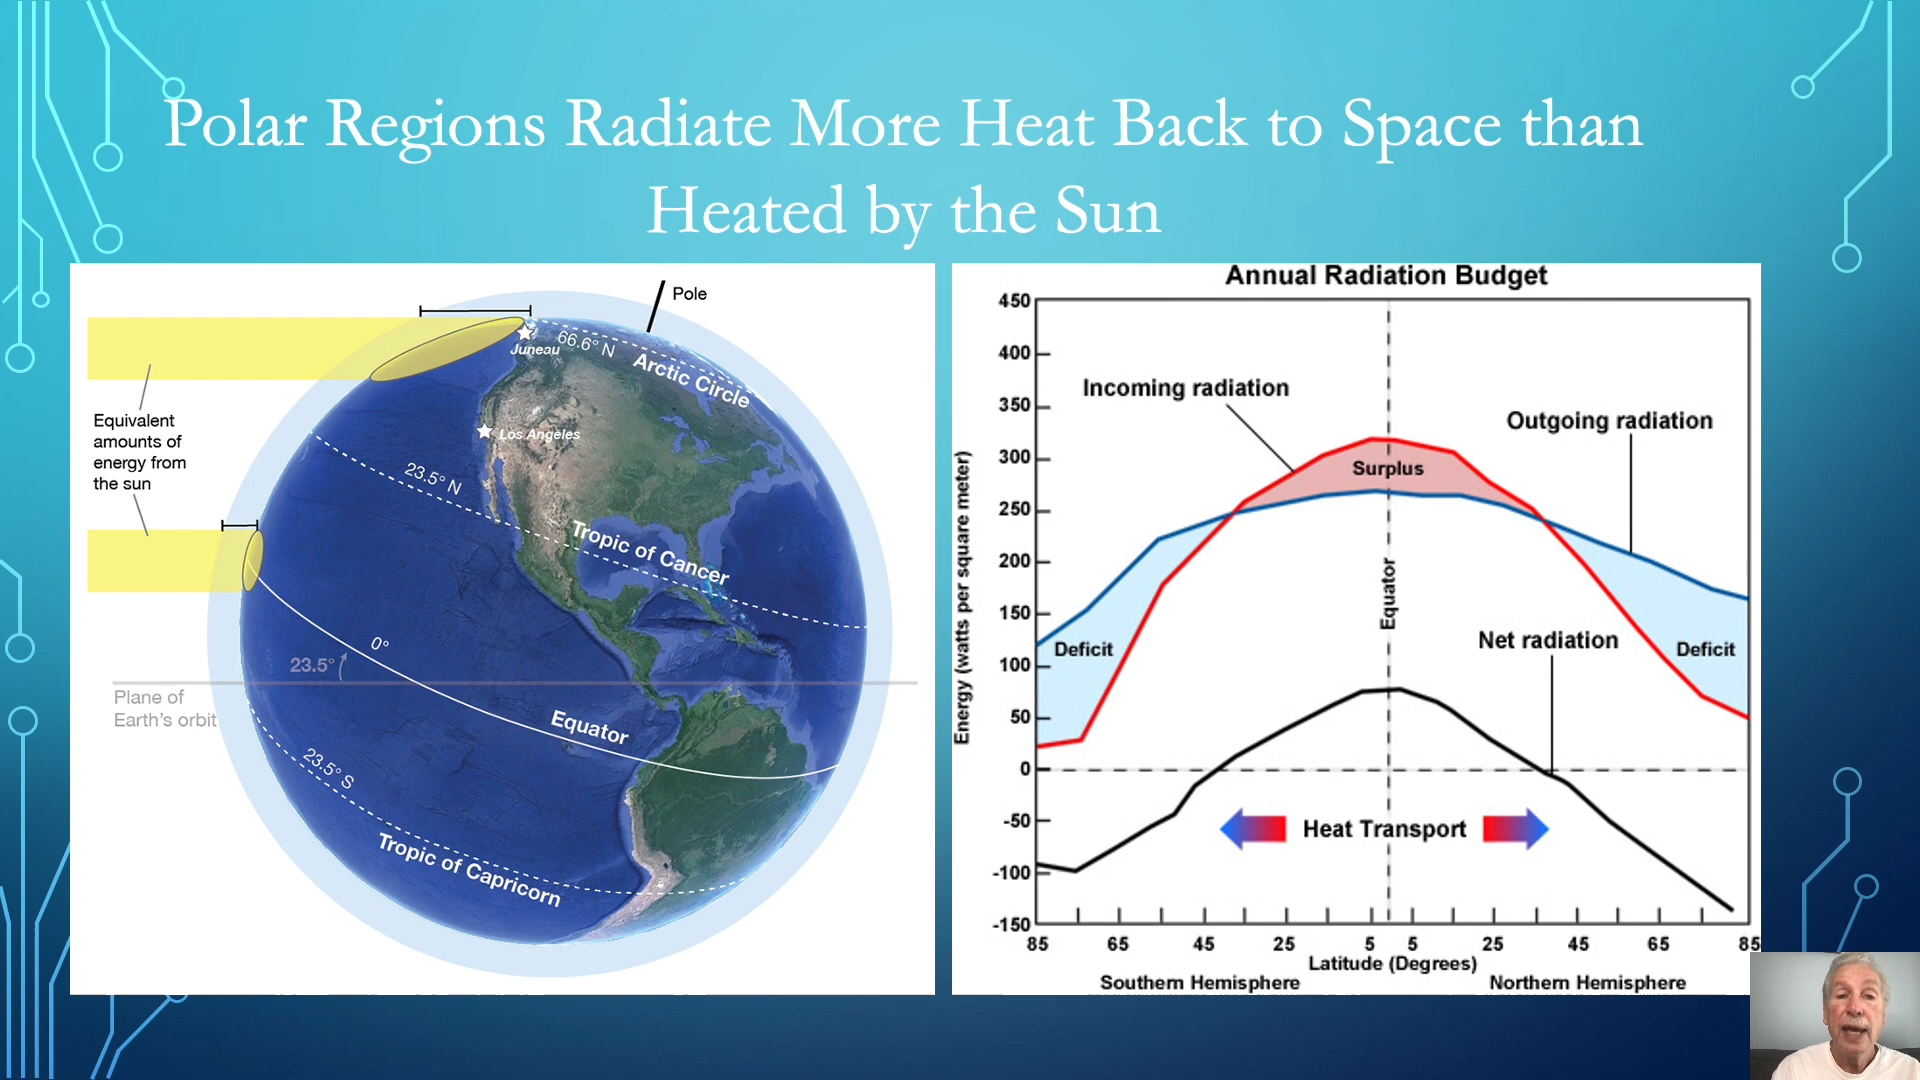 Polar Regions Radiate More Heat Back to Space than
Heated by the Sun
Pole
Juneau
66.6° N
Arctic Circle
Equivalent
amounts of
energy from
the sun
Los Angeles
23.5° N
Tropic of Cancer
0°
23.5°
Plane of
Earth's orbit
Equator
23.5° S
Tropic of Capricorn
Annual Radiation Budget
450
400
350
300
250
200
150
100
50
0
-50
-100
-150
Energy (watts per square meter)
Incoming radiation
Outgoing radiation
Surplus
Equator
Deficit
Net radiation
Deficit
Heat Transport
85 65 45 25 5 5 25 45 65 85
Latitude (Degrees)
Southern Hemisphere Northern Hemisphere